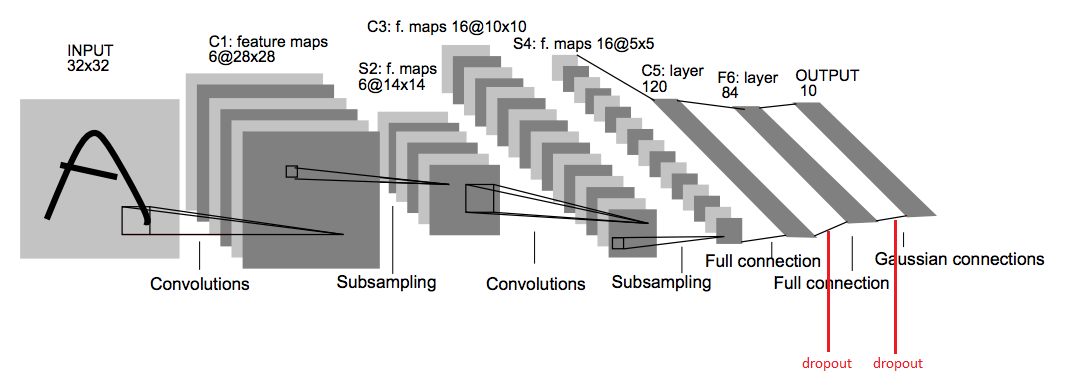 INPUT
32x32
C1: feature maps
6@28x28
S2: f. maps
6@14x14
C3: f. maps 16@10x10
S4: f. maps 16@5x5
C5: layer
120
F6: layer
84
OUTPUT
10
Convolutions
Subsampling
Convolutions
Subsampling
Full connection
Full connection
Gaussian connections
dropout
dropout